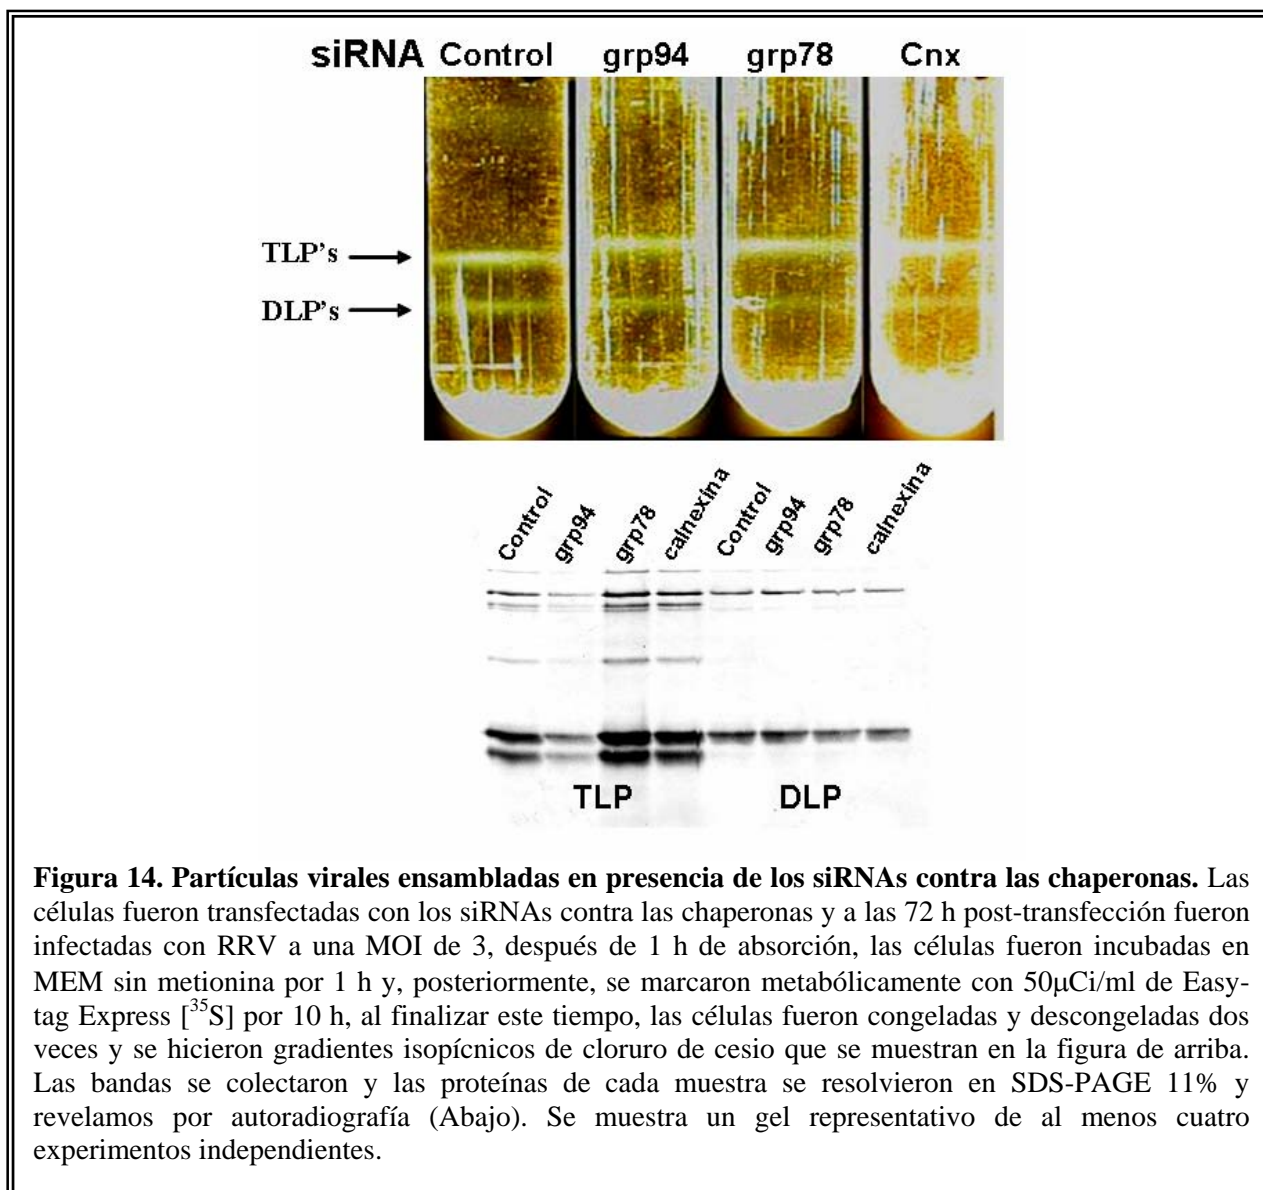 siRNA Control grp94 grp78 Cnx
TLP's
DLP's
Control grp94 grp78 calnexina Control grp94 grp78 calnexina
TLP DLP
Figura 14. Partículas virales ensambladas en presencia de los siRNAs contra las chaperonas. Las
células fueron transfectadas con los siRNAs contra las chaperonas y a las 72 h post-transfección fueron
infectadas con RRV a una MOI de 3, después de 1 h de absorción, las células fueron incubadas en
MEM sin metionina por 1 h y, posteriormente, se marcaron metabólicamente con 50μCi/ml de Easy-
tag Express [³⁵S] por 10 h, al finalizar este tiempo, las células fueron congeladas y descongeladas dos
veces y se hicieron gradientes isopícnicos de cloruro de cesio que se muestran en la figura de arriba.
Las bandas se colectaron y las proteínas de cada muestra se resolvieron en SDS-PAGE 11% y
revelamos por autoradiografía (Abajo). Se muestra un gel representativo de al menos cuatro
experimentos independientes.